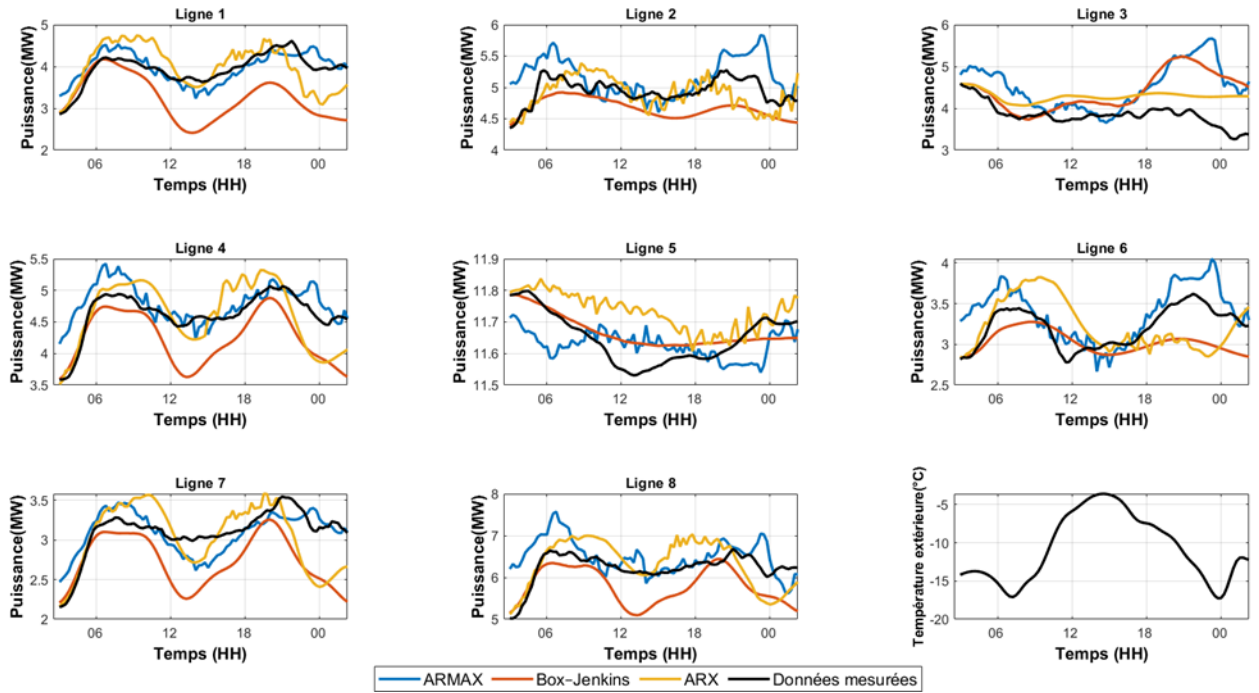 Ligne 1
Puissance(MW)
5
4
3
2
06
12
18
00
Temps (HH)
Ligne 2
Puissance(MW)
6
5.5
5
4.5
4
06
12
18
00
Temps (HH)
Ligne 3
Puissance(MW)
6
5
4
3
06
12
18
00
Temps (HH)
Ligne 4
Puissance(MW)
5.5
5
4.5
4
3.5
06
12
18
00
Temps (HH)
Ligne 5
Puissance(MW)
11.9
11.8
11.7
11.6
11.5
06
12
18
00
Temps (HH)
Ligne 6
Puissance(MW)
4
3.5
3
2.5
06
12
18
00
Temps (HH)
Ligne 7
Puissance(MW)
3.5
3
2.5
2
06
12
18
00
Temps (HH)
Ligne 8
Puissance(MW)
8
7
6
5
06
12
18
00
Temps (HH)
Température extérieure(°C)
-5
-10
-15
-20
06
12
18
00
Temps (HH)
ARMAX
Box-Jenkins
ARX
Données mesurées